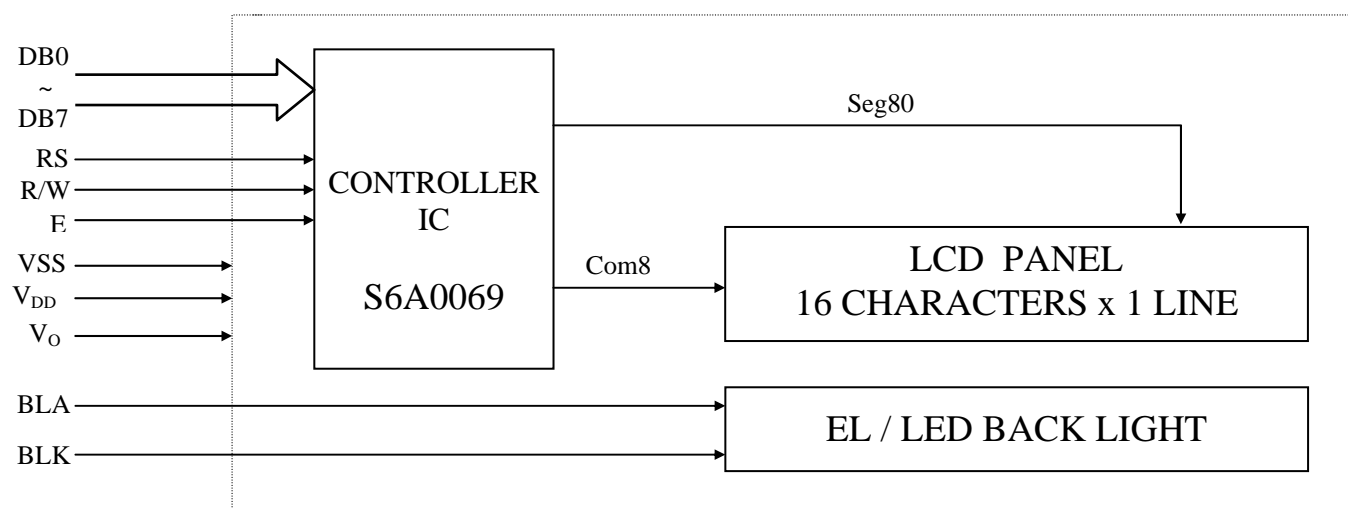 DB0
~
DB7
RS
R/W
E
VSS
VDD
VO
BLA
BLK
CONTROLLER
IC
S6A0069
Seg80
Com8
LCD PANEL
16 CHARACTERS x 1 LINE
EL / LED BACK LIGHT